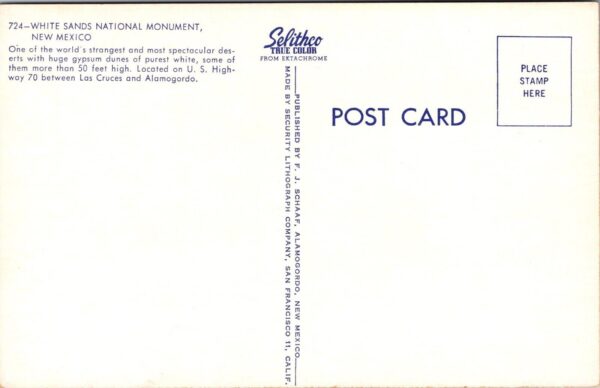 724—WHITE SANDS NATIONAL MONUMENT,
NEW MEXICO
One of the world's strangest and most spectacular des-
erts with huge gypsum dunes of purest white, some of
them more than 50 feet high. Located on U. S. High-
way 70 between Las Cruces and Alamogordo.
Selithco
TRUE COLOR
FROM EKTACHROME
PUBLISHED BY F. J. SCHAAF, ALAMOGORDO, NEW MEXICO
MADE BY SECURITY LITHOGRAPH COMPANY, SAN FRANCISCO 11, CALIF.
POST CARD
PLACE
STAMP
HERE